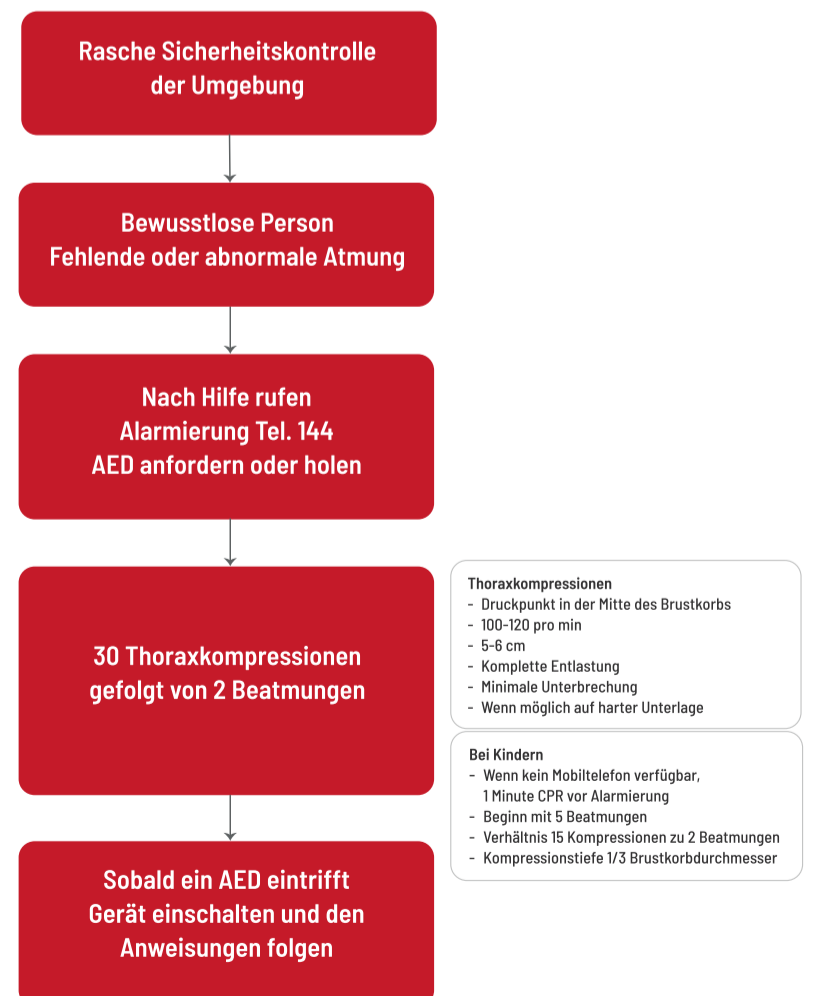 Rasche Sicherheitskontrolle
der Umgebung
Bewusstlose Person
Fehlende oder abnormale Atmung
Nach Hilfe rufen
Alarmierung Tel. 144
AED anfordern oder holen
30 Thoraxkompressionen
gefolgt von 2 Beatmungen
Thoraxkompressionen
- Druckpunkt in der Mitte des Brustkorbs
- 100-120 pro min
- 5-6 cm
- Komplette Entlastung
- Minimale Unterbrechung
- Wenn möglich auf harter Unterlage
Bei Kindern
- Wenn kein Mobiltelefon verfügbar,
1 Minute CPR vor Alarmierung
- Beginn mit 5 Beatmungen
- Verhältnis 15 Kompressionen zu 2 Beatmungen
- Kompressionstiefe 1/3 Brustkorbdurchmesser
Sobald ein AED eintrifft
Gerät einschalten und den
Anweisungen folgen